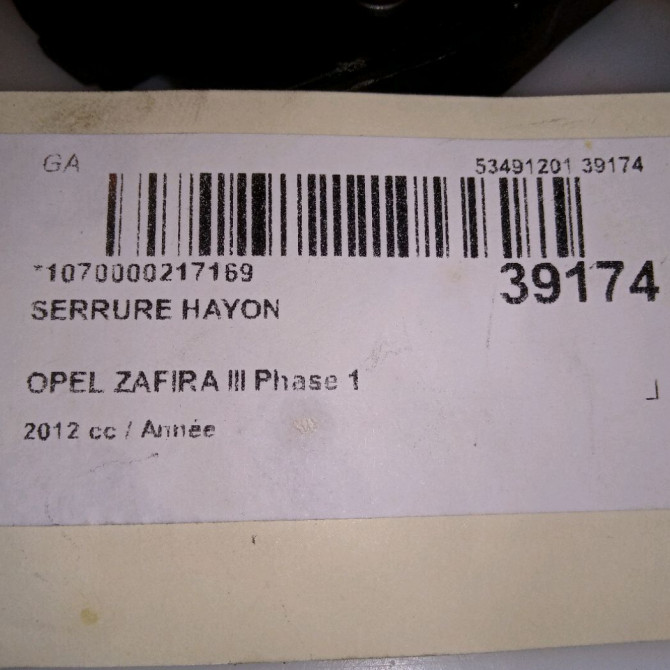 GA 53491201 39174
*1070000217169 39174
SERRURE HAYON
OPEL ZAFIRA III Phase 1
2012 cc / Année